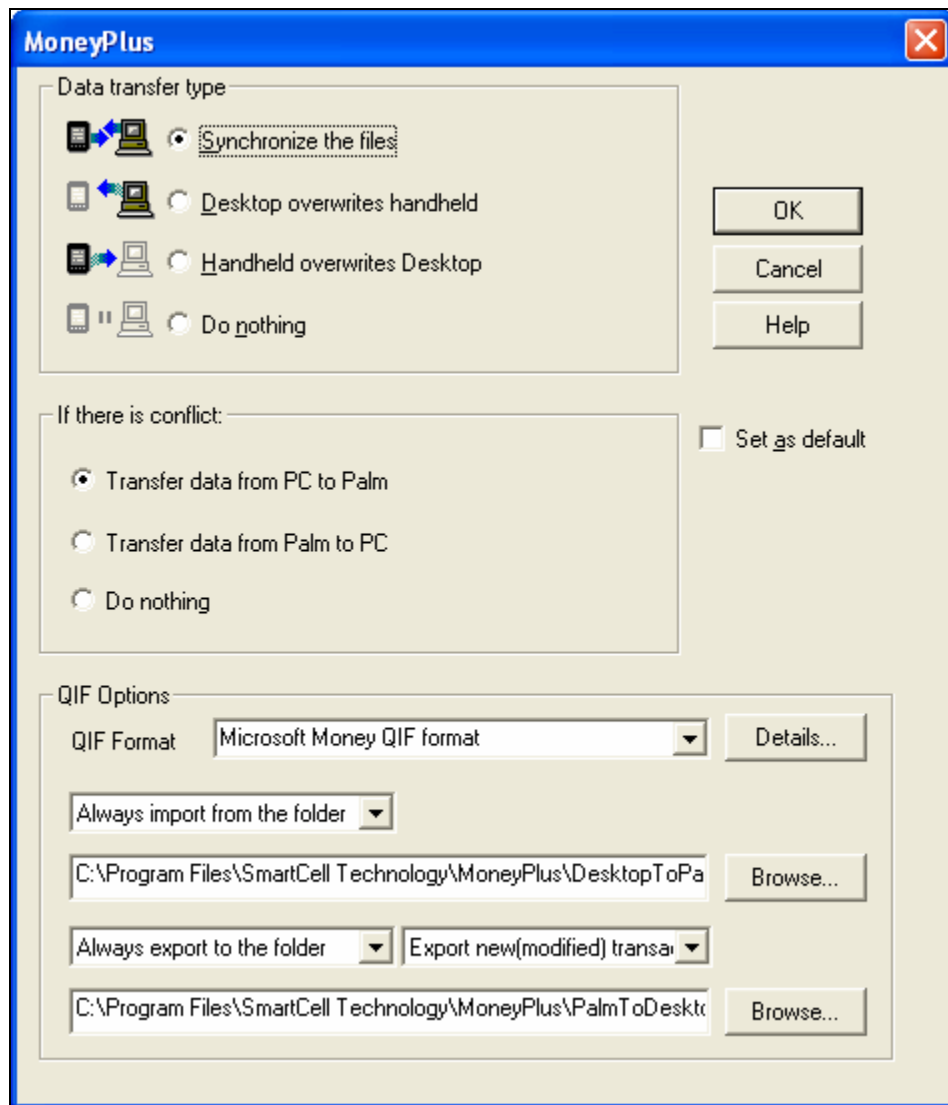 MoneyPlus
Data transfer type
Synchronize the files
Desktop overwrites handheld
Handheld overwrites Desktop
Do nothing
OK
Cancel
Help
If there is conflict:
Set as default
Transfer data from PC to Palm
Transfer data from Palm to PC
Do nothing
QIF Options
QIF Format
Microsoft Money QIF format
Details...
Always import from the folder
C:\Program Files\SmartCell Technology\MoneyPlus\DesktopToPa
Browse...
Always export to the folder
Export new(modified) transa
C:\Program Files\SmartCell Technology\MoneyPlus\PalmToDeskto
Browse...